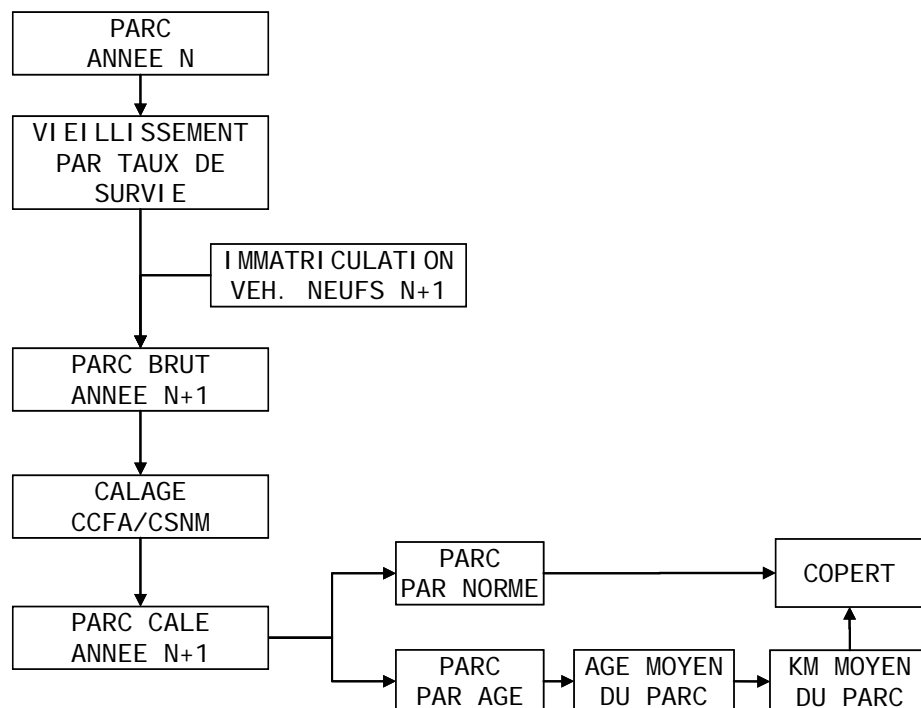 PARC
ANNEE N
VIEILLISSEMENT
PAR TAUX DE
SURVIE
IMMATRICULATION
VEH. NEUFS N+1
PARC BRUT
ANNEE N+1
CALAGE
CCFA/CSNM
PARC CALE
ANNEE N+1
PARC
PAR NORME
COPERT
PARC
PAR AGE
AGE MOYEN
DU PARC
KM MOYEN
DU PARC